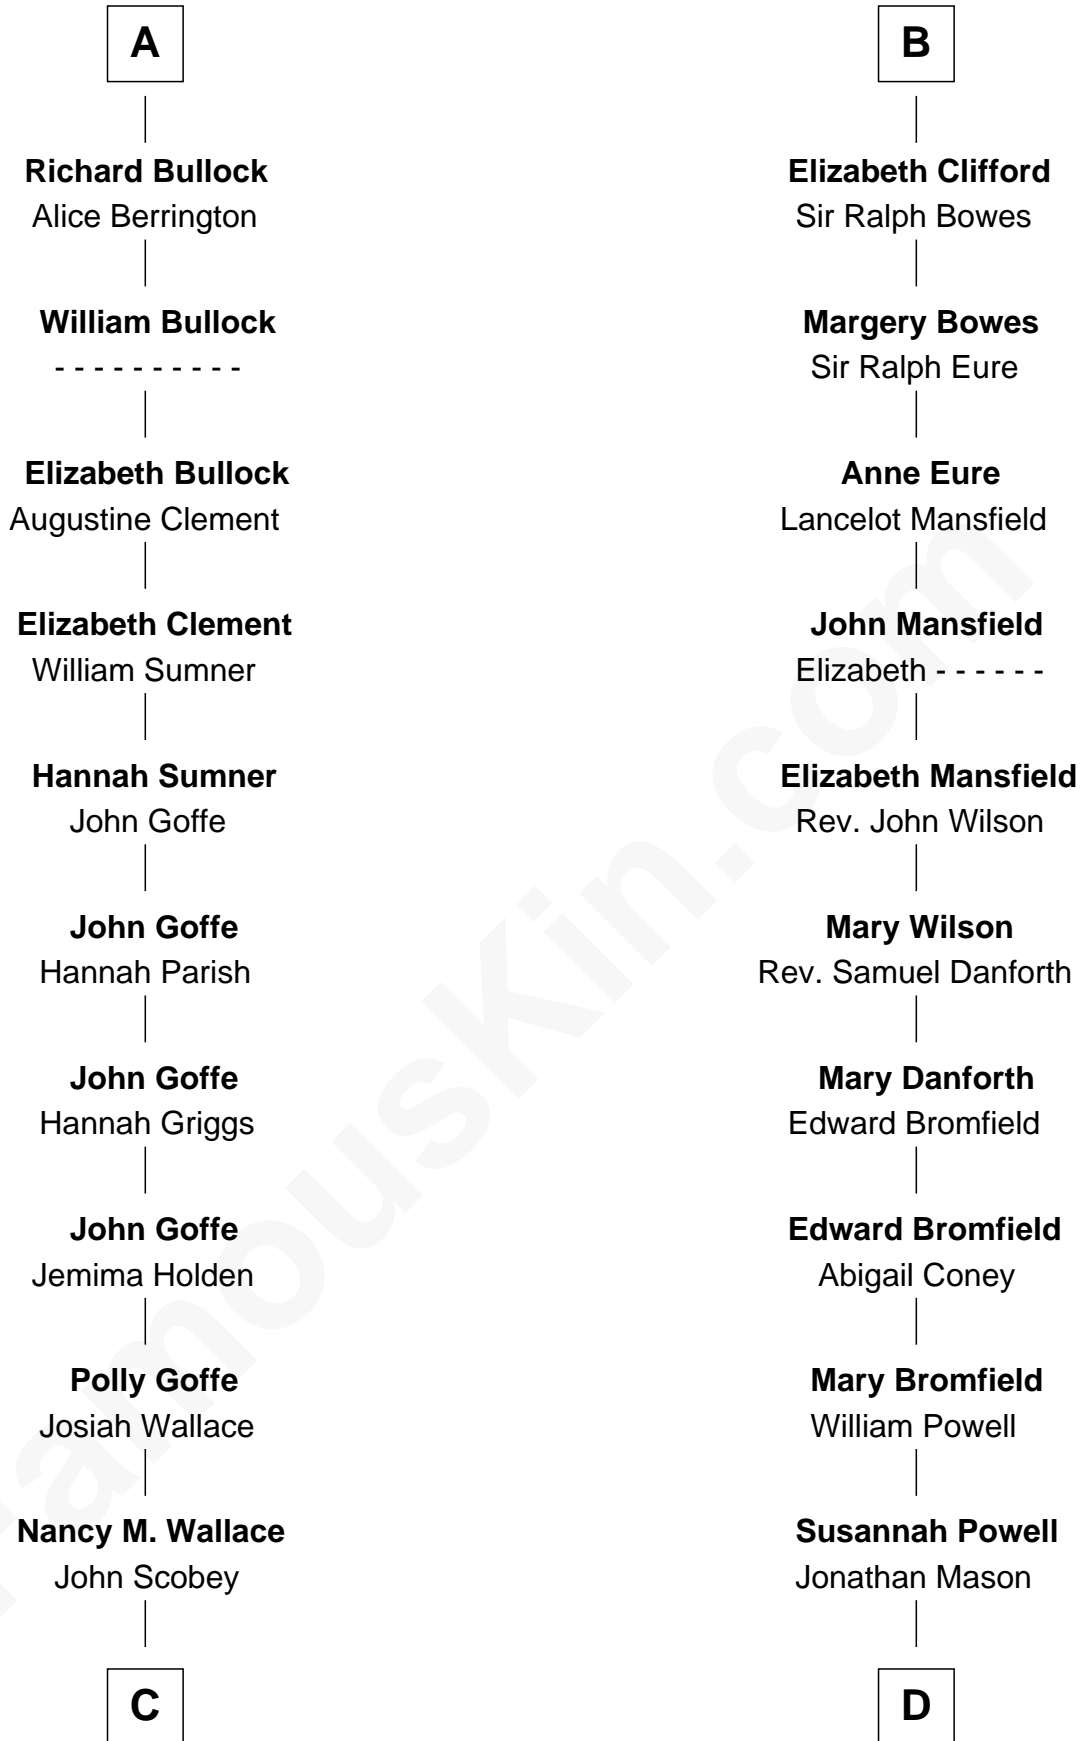 A
Richard Bullock
Alice Berrington
William Bullock
- - - - - - - - - -
Elizabeth Bullock
Augustine Clement
Elizabeth Clement
William Sumner
Hannah Sumner
John Goffe
John Goffe
Hannah Parish
John Goffe
Hannah Griggs
John Goffe
Jemima Holden
Polly Goffe
Josiah Wallace
Nancy M. Wallace
John Scobey
C
B
Elizabeth Clifford
Sir Ralph Bowes
Margery Bowes
Sir Ralph Eure
Anne Eure
Lancelot Mansfield
John Mansfield
Elizabeth - - - - - -
Elizabeth Mansfield
Rev. John Wilson
Mary Wilson
Rev. Samuel Danforth
Mary Danforth
Edward Bromfield
Edward Bromfield
Abigail Coney
Mary Bromfield
William Powell
Susannah Powell
Jonathan Mason
D
FamousKin.com